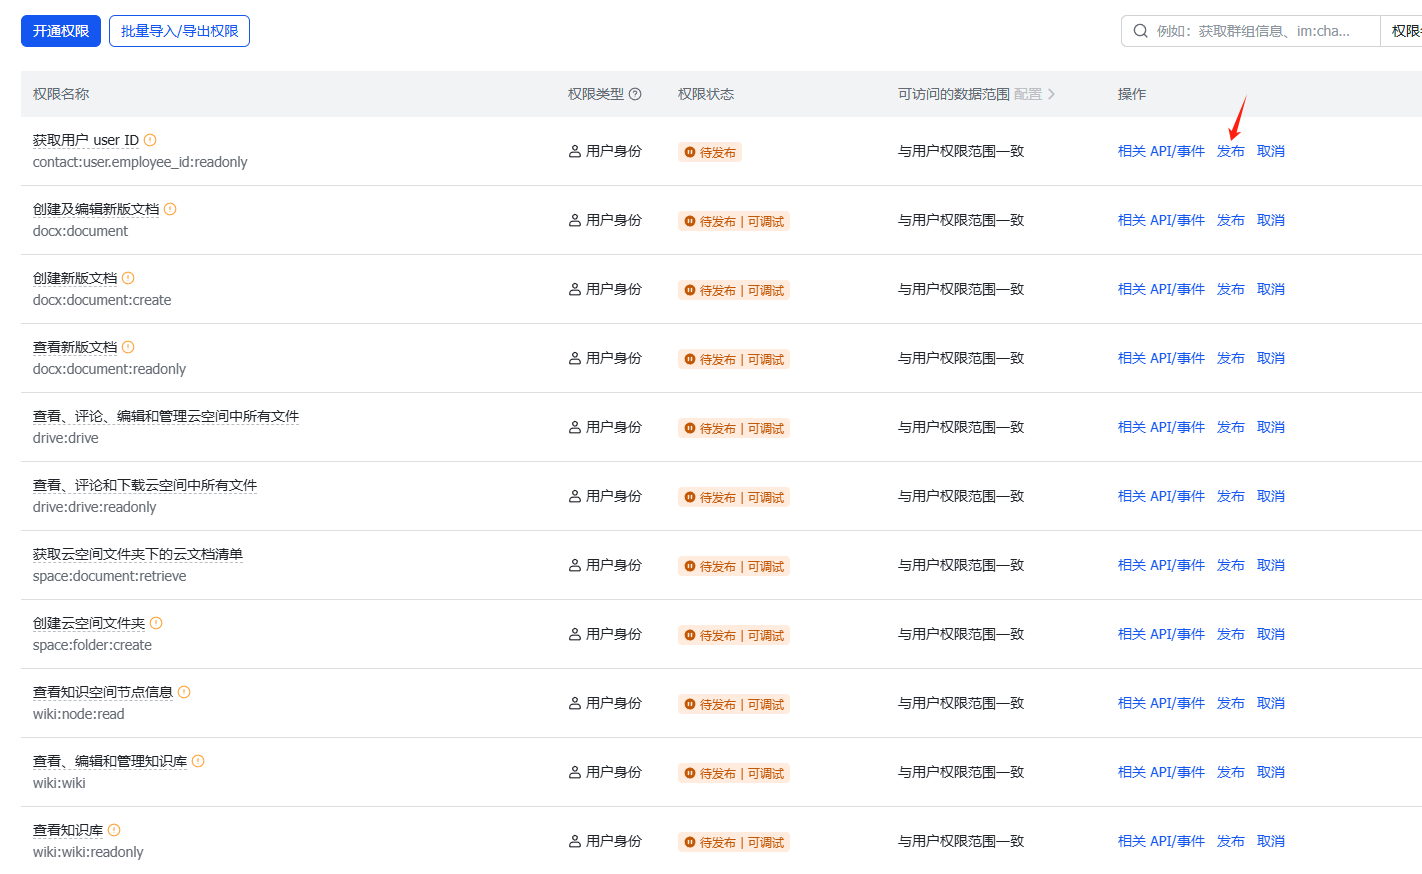 开通权限 批量导入/导出权限 例如：获取群组信息、im:cha... 权限
权限名称 权限类型 权限状态 可访问的数据范围 配置 操作
获取用户 user ID
contact:user.employee_id:readonly
用户身份 待发布 与用户权限范围一致 相关 API/事件 发布 取消
创建及编辑新版文档
docx:document
用户身份 待发布 | 可调试 与用户权限范围一致 相关 API/事件 发布 取消
创建新版文档
docx:document:create
用户身份 待发布 | 可调试 与用户权限范围一致 相关 API/事件 发布 取消
查看新版文档
docx:document:readonly
用户身份 待发布 | 可调试 与用户权限范围一致 相关 API/事件 发布 取消
查看、评论、编辑和管理云空间中所有文件
drive:drive
用户身份 待发布 | 可调试 与用户权限范围一致 相关 API/事件 发布 取消
查看、评论和下载云空间中所有文件
drive:drive:readonly
用户身份 待发布 | 可调试 与用户权限范围一致 相关 API/事件 发布 取消
获取云空间文件夹下的云文档清单
space:document:retrieve
用户身份 待发布 | 可调试 与用户权限范围一致 相关 API/事件 发布 取消
创建云空间文件夹
space:folder:create
用户身份 待发布 | 可调试 与用户权限范围一致 相关 API/事件 发布 取消
查看知识空间节点信息
wiki:node:read
用户身份 待发布 | 可调试 与用户权限范围一致 相关 API/事件 发布 取消
查看、编辑和管理知识库
wiki:wiki
用户身份 待发布 | 可调试 与用户权限范围一致 相关 API/事件 发布 取消
查看知识库
wiki:wiki:readonly
用户身份 待发布 | 可调试 与用户权限范围一致 相关 API/事件 发布 取消